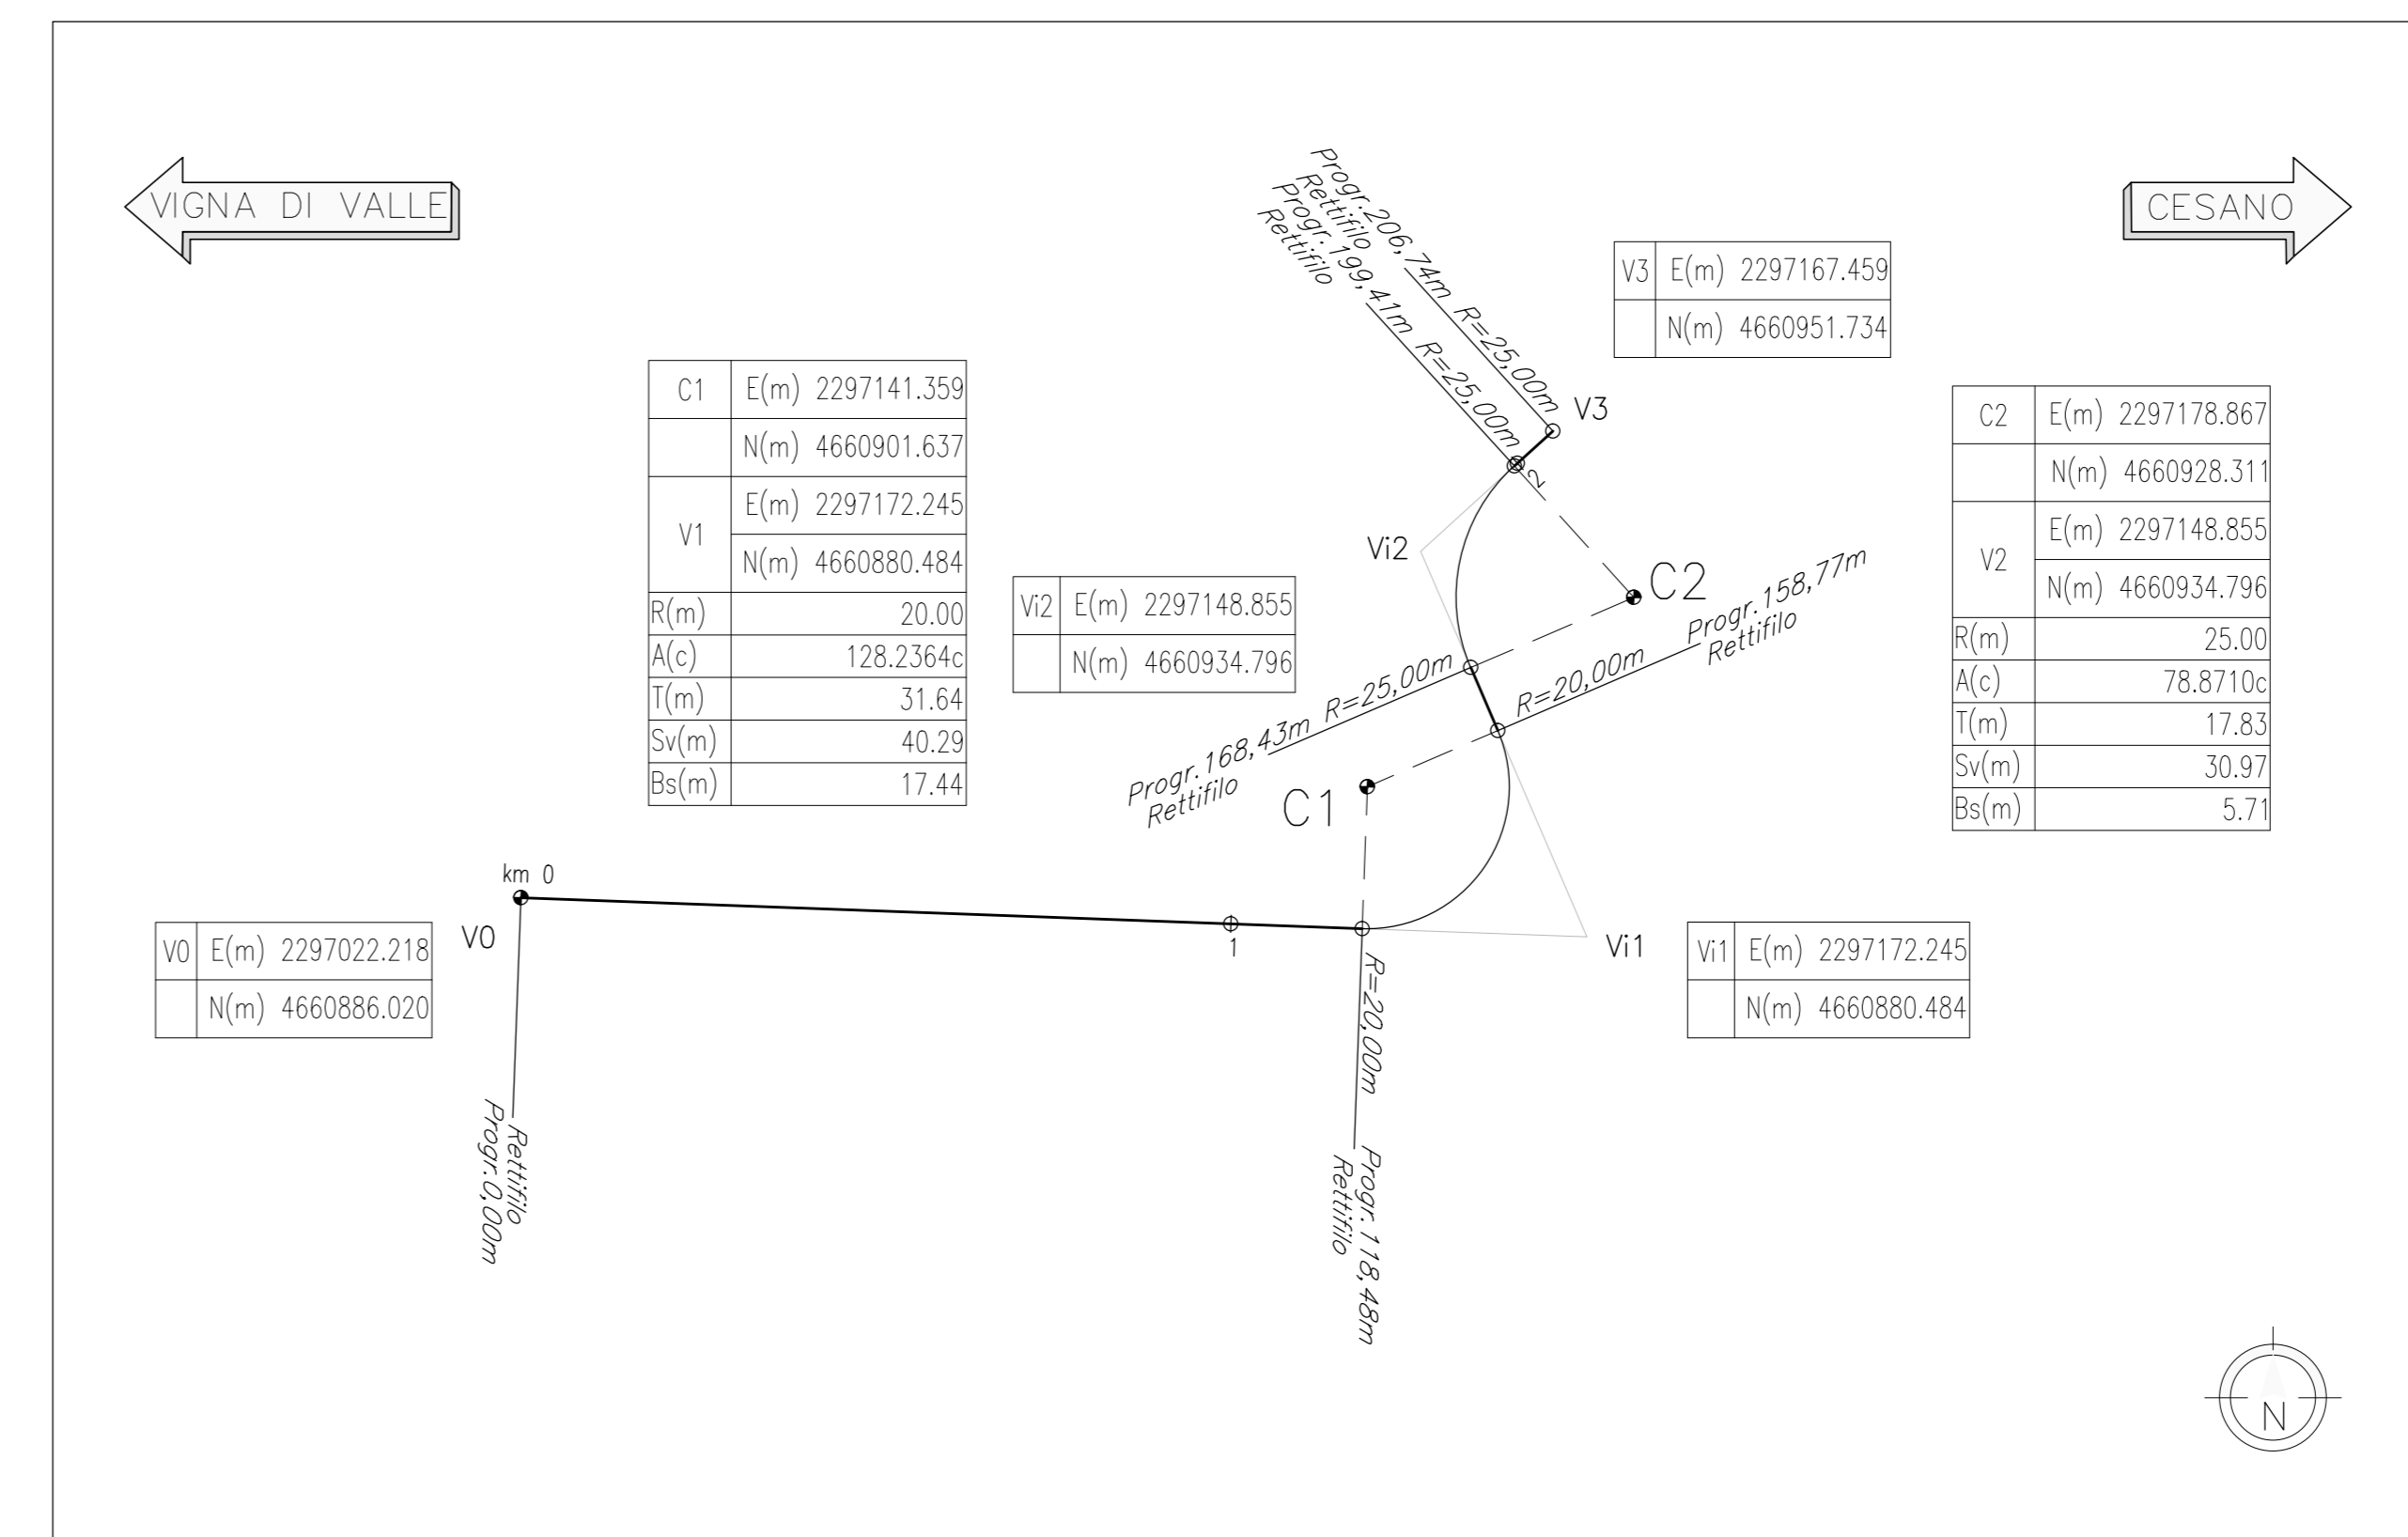 VIGNA DI VALLE
CESANO
Progr.206,74m R=25,00m
Rettifilo
Progr.199,41m R=25,00m
Rettifilo
V3
2
V3 E(m) 2297167.459
N(m) 4660951.734
C1 E(m) 2297141.359
N(m) 4660901.637
V1 E(m) 2297172.245
N(m) 4660880.484
R(m) 20.00
A(c) 128.2364c
T(m) 31.64
Sv(m) 40.29
Bs(m) 17.44
C2 E(m) 2297178.867
N(m) 4660928.311
V2 E(m) 2297148.855
N(m) 4660934.796
R(m) 25.00
A(c) 78.8710c
T(m) 17.83
Sv(m) 30.97
Bs(m) 5.71
Vi2
C2
Vi2 E(m) 2297148.855
N(m) 4660934.796
R=20,00m Progr.158,77m
Rettifilo
Progr.168,43m R=25,00m
Rettifilo
C1
km 0
V0
1
Vi1
V0 E(m) 2297022.218
N(m) 4660886.020
Vi1 E(m) 2297172.245
N(m) 4660880.484
Rettifilo
Progr.0,00m
R=20,00m Progr.118,48m
Rettifilo
N